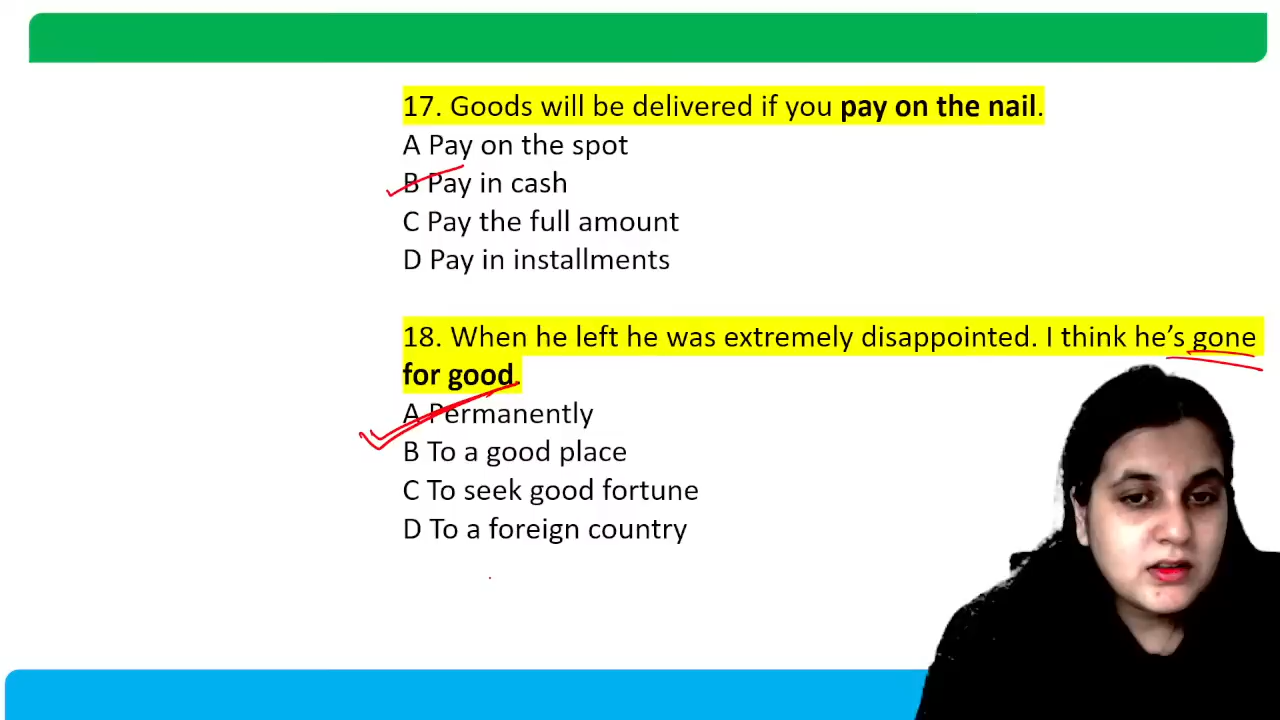 17. Goods will be delivered if you pay on the nail.
A Pay on the spot
B Pay in cash
C Pay the full amount
D Pay in installments
18. When he left he was extremely disappointed. I think he’s gone
for good.
A Permanently
B To a good place
C To seek good fortune
D To a foreign country